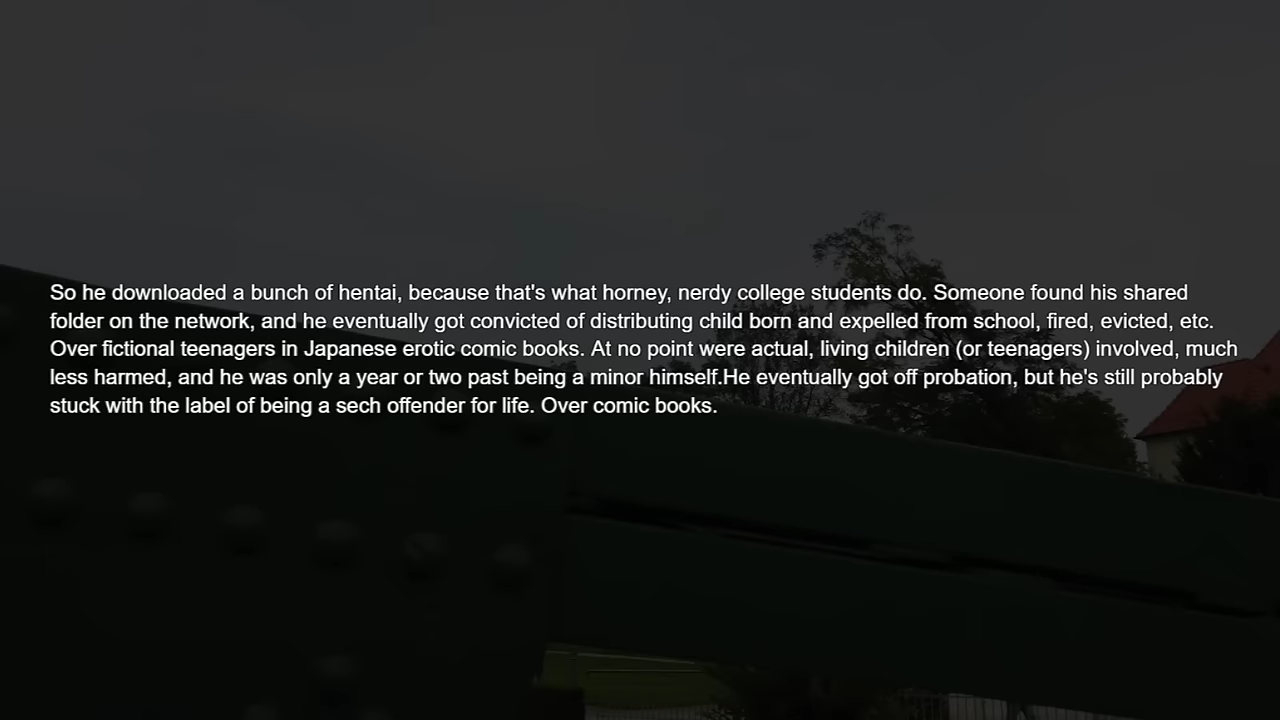 So he downloaded a bunch of hentai, because that's what horney, nerdy college students do. Someone found his shared
folder on the network, and he eventually got convicted of distributing child born and expelled from school, fired, evicted, etc.
Over fictional teenagers in Japanese erotic comic books. At no point were actual, living children (or teenagers) involved, much
less harmed, and he was only a year or two past being a minor himself.He eventually got off probation, but he's still probably
stuck with the label of being a sech offender for life. Over comic books.